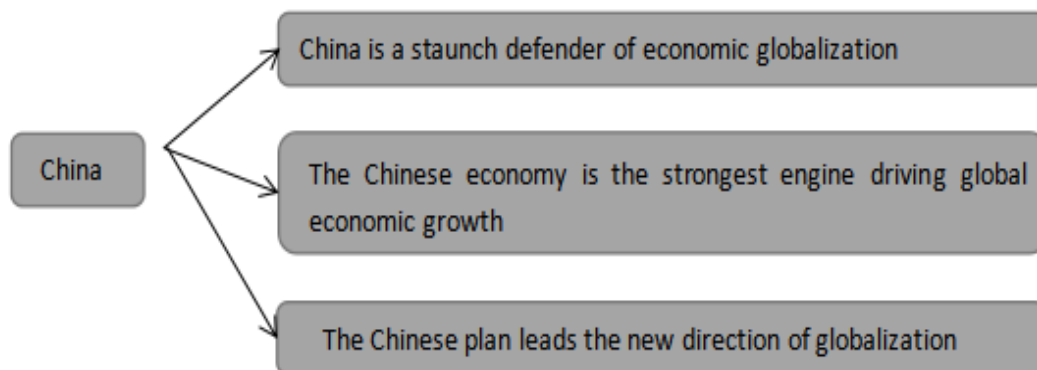 China is a staunch defender of economic globalization
China
The Chinese economy is the strongest engine driving global
economic growth
The Chinese plan leads the new direction of globalization